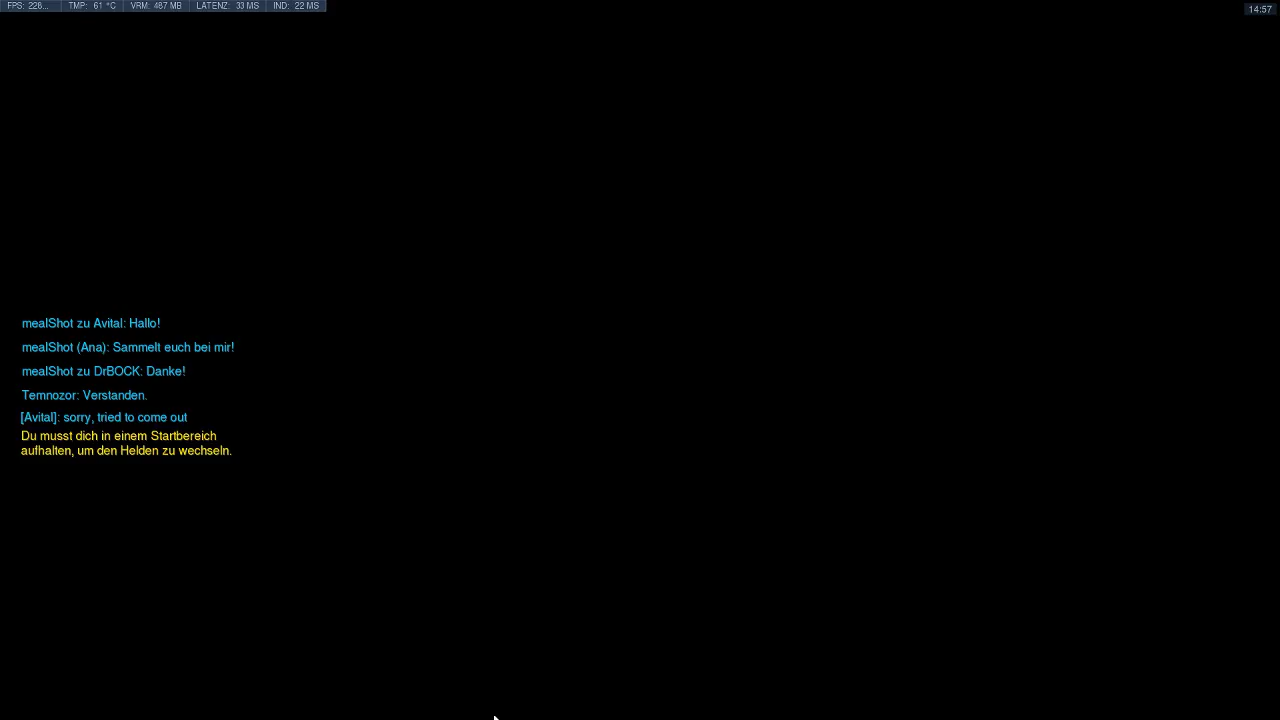 FPS: 228... TMP: 61 °C VRM: 487 MB LATENZ: 33 MS IND: 22 MS
14:57
mealShot zu Avital: Hallo!
mealShot (Ana): Sammelt euch bei mir!
mealShot zu DrBOCK: Danke!
Temnozor: Verstanden.
[Avital]: sorry, tried to come out
Du musst dich in einem Startbereich
aufhalten, um den Helden zu wechseln.